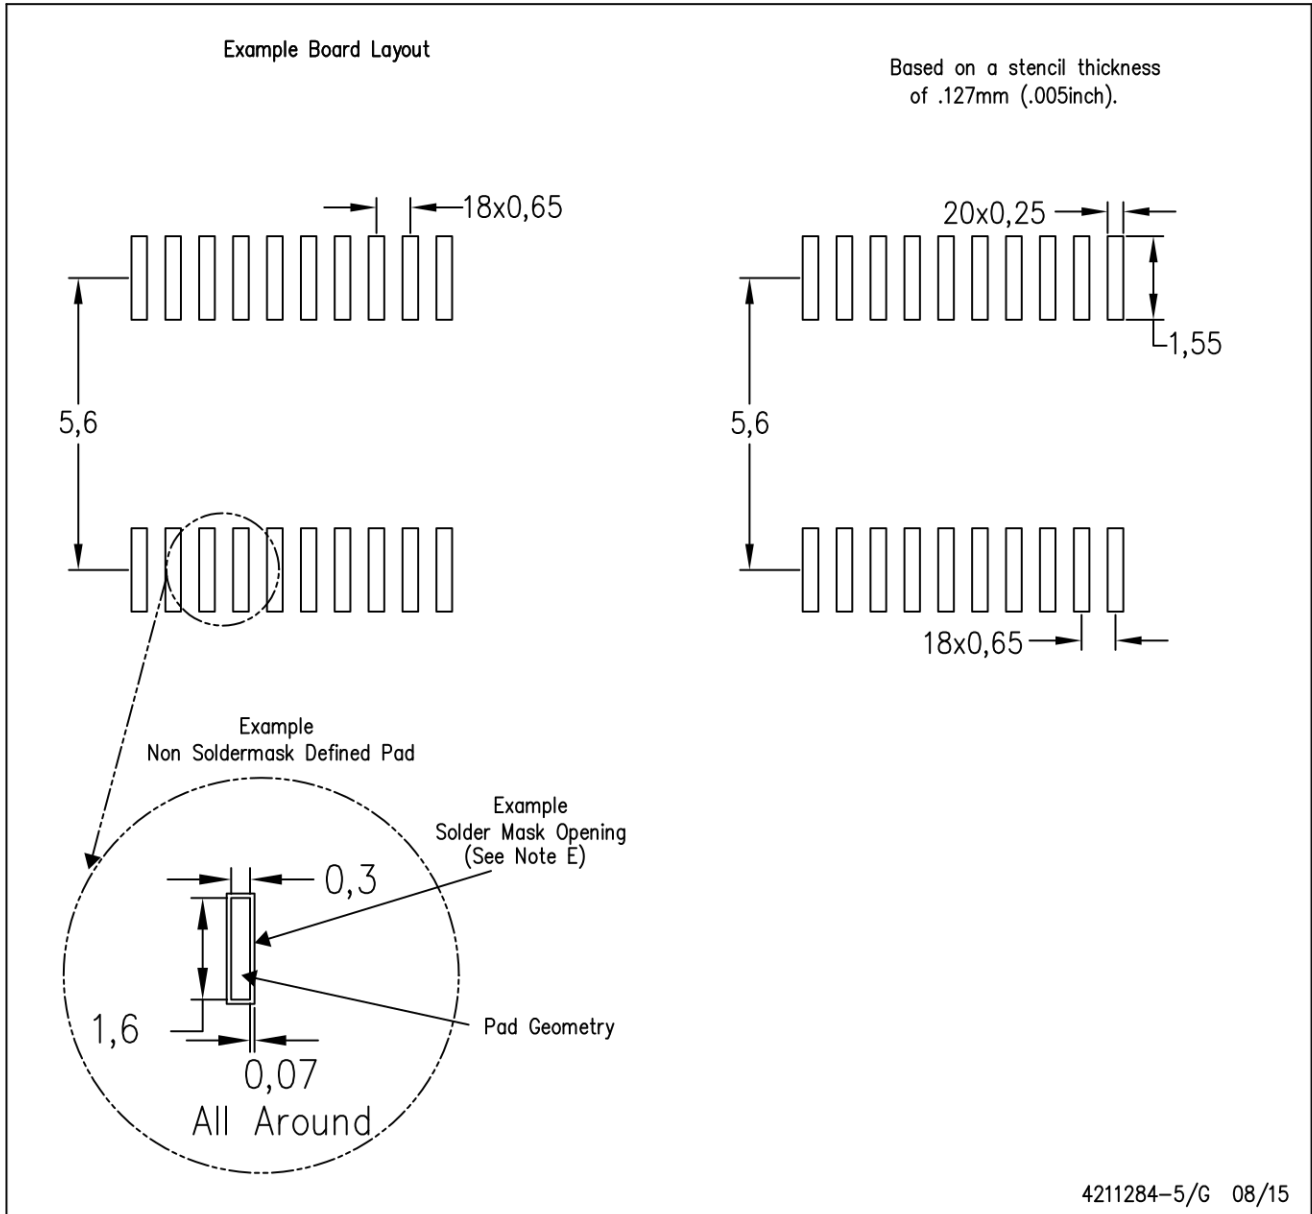 Example Board Layout
Based on a stencil thickness
of .127mm (.005inch).
18x0,65
20x0,25
1,55
5,6
5,6
18x0,65
Example
Non Soldermask Defined Pad
Example
Solder Mask Opening
(See Note E)
0,3
1,6
Pad Geometry
0,07
All Around
4211284-5/G 08/15